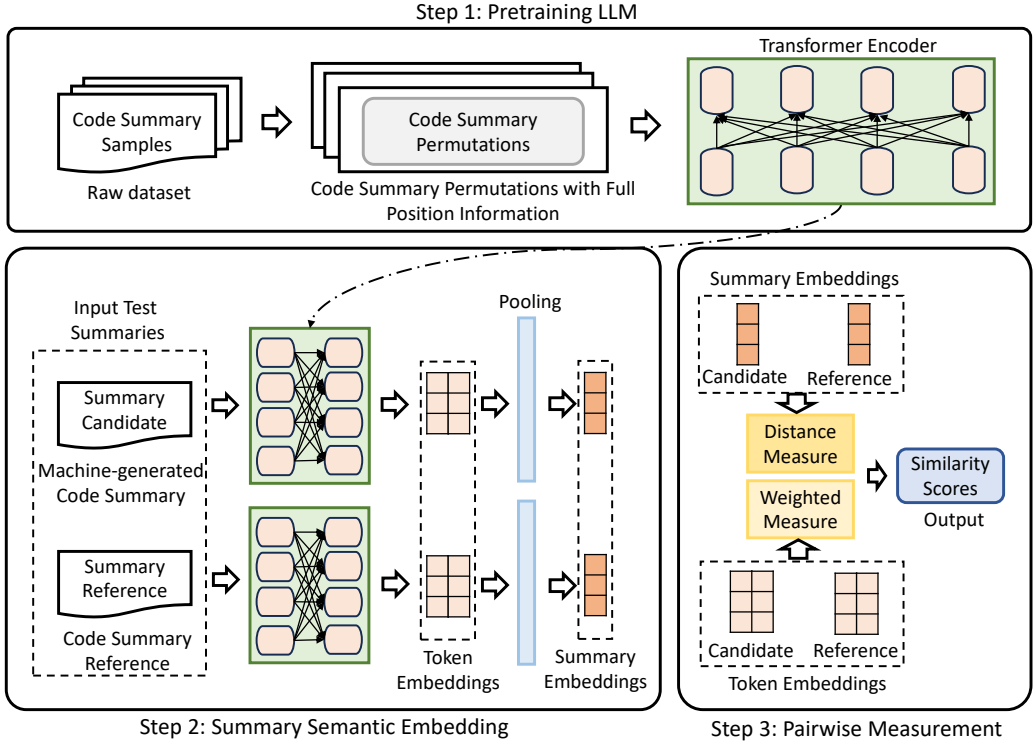 Step 1: Pretraining LLM
Transformer Encoder
Code Summary
Samples
Raw dataset
Code Summary
Permutations
Code Summary Permutations with Full
Position Information
Input Test
Summaries
Summary
Candidate
Machine-generated
Code Summary
Summary
Reference
Code Summary
Reference
Pooling
Token
Embeddings
Summary
Embeddings
Step 2: Summary Semantic Embedding
Summary Embeddings
Candidate
Reference
Distance
Measure
Weighted
Measure
Similarity
Scores
Output
Candidate
Reference
Token Embeddings
Step 3: Pairwise Measurement